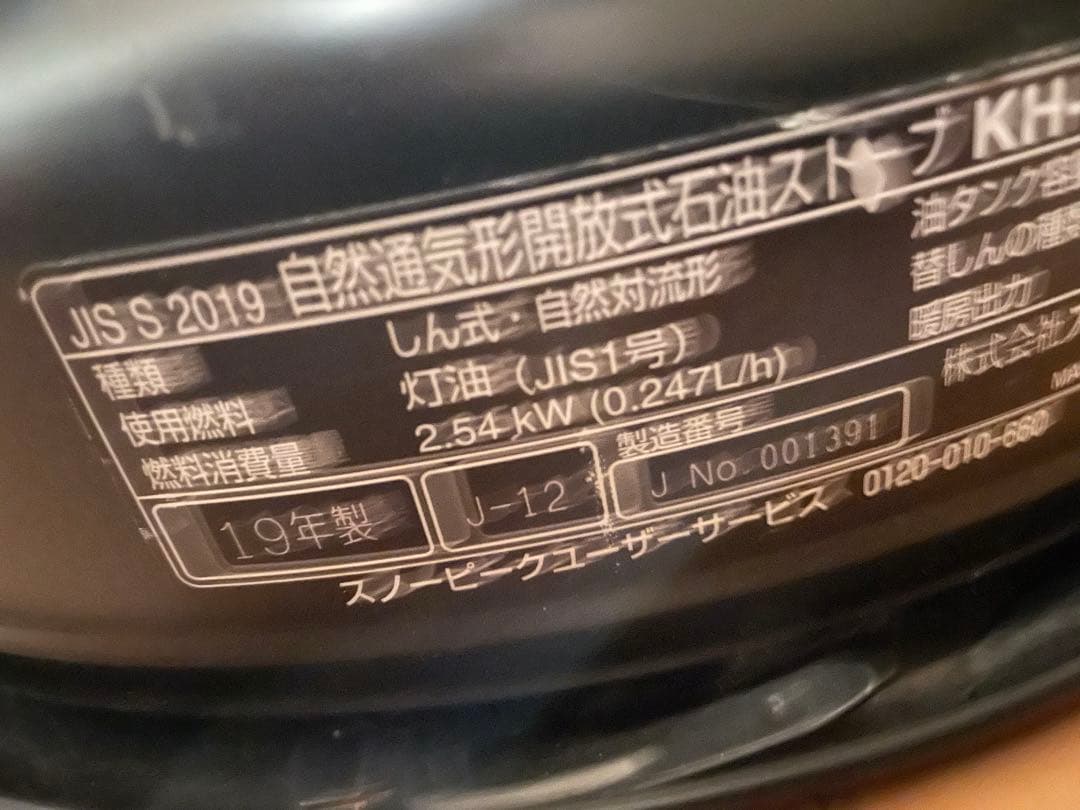 JIS S 2019 自然通気形開放式石油ストーブ KH-
種類 しん式・自然対流形
使用燃料 灯油（JIS1号）
燃料消費量 2.54 kW (0.247L/h)
油タンク容
替しんの種類
暖房出力
株式会社ス
製造番号
19年製 J-12 J No. 001391
スノーピークユーザーサービス 0120-010-660